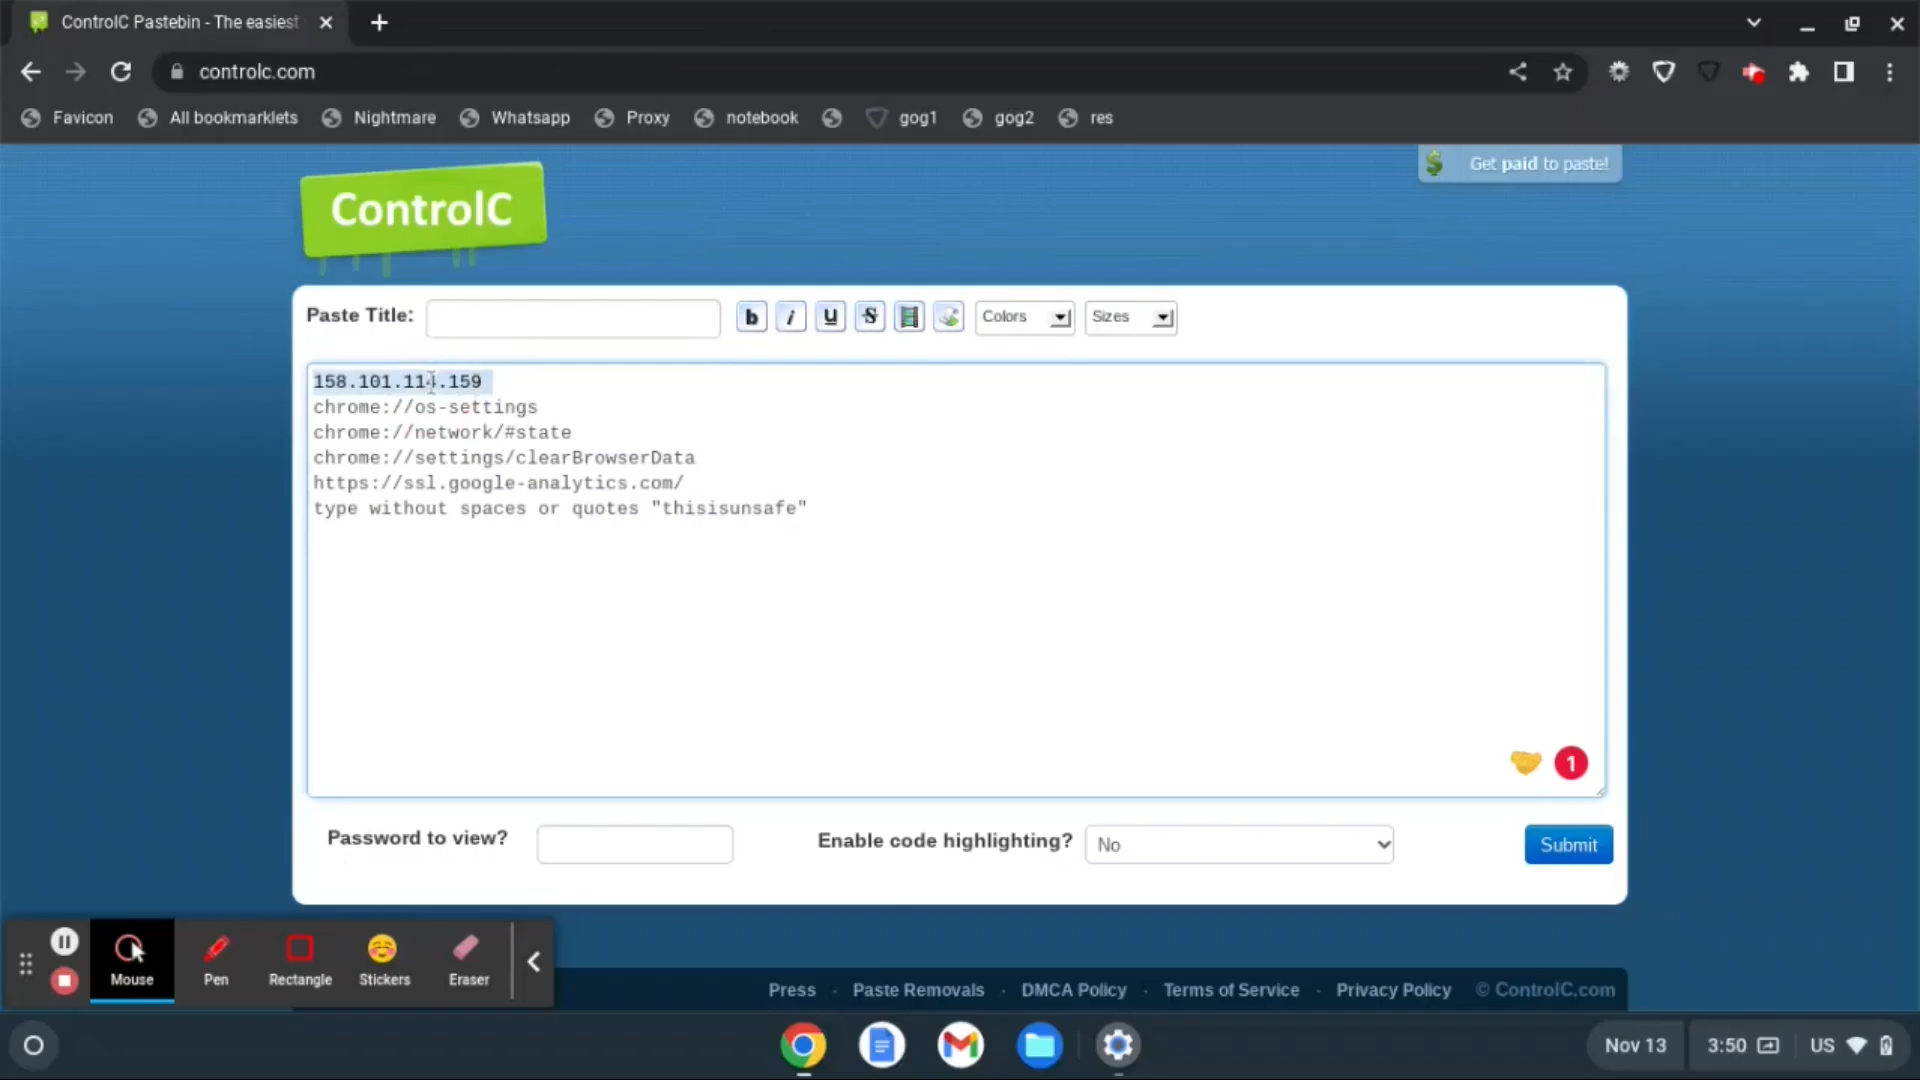 ControlC Pastebin - The easiest
controlc.com
Favicon All bookmarklets Nightmare Whatsapp Proxy notebook gog1 gog2 res
Get paid to paste!
ControlC
Paste Title: b i U S Colors Sizes
158.101.114.159
chrome://os-settings
chrome://network/#state
chrome://settings/clearBrowserData
https://ssl.google-analytics.com/
type without spaces or quotes "thisisunsafe"
1
Password to view? Enable code highlighting? No Submit
Mouse Pen Rectangle Stickers Eraser
Press · Paste Removals · DMCA Policy · Terms of Service · Privacy Policy © ControlC.com
Nov 13 3:50 US